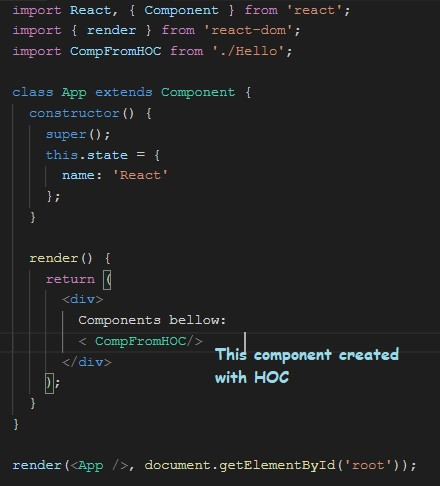 import React, { Component } from 'react';
import { render } from 'react-dom';
import CompFromHOC from './Hello';
class App extends Component {
constructor() {
super();
this.state = {
name: 'React'
};
}
render() {
return (
<div>
Components bellow:
< CompFromHOC/>
This component created
with HOC
</div>
);
}
}
render(<App />, document.getElementById('root'));